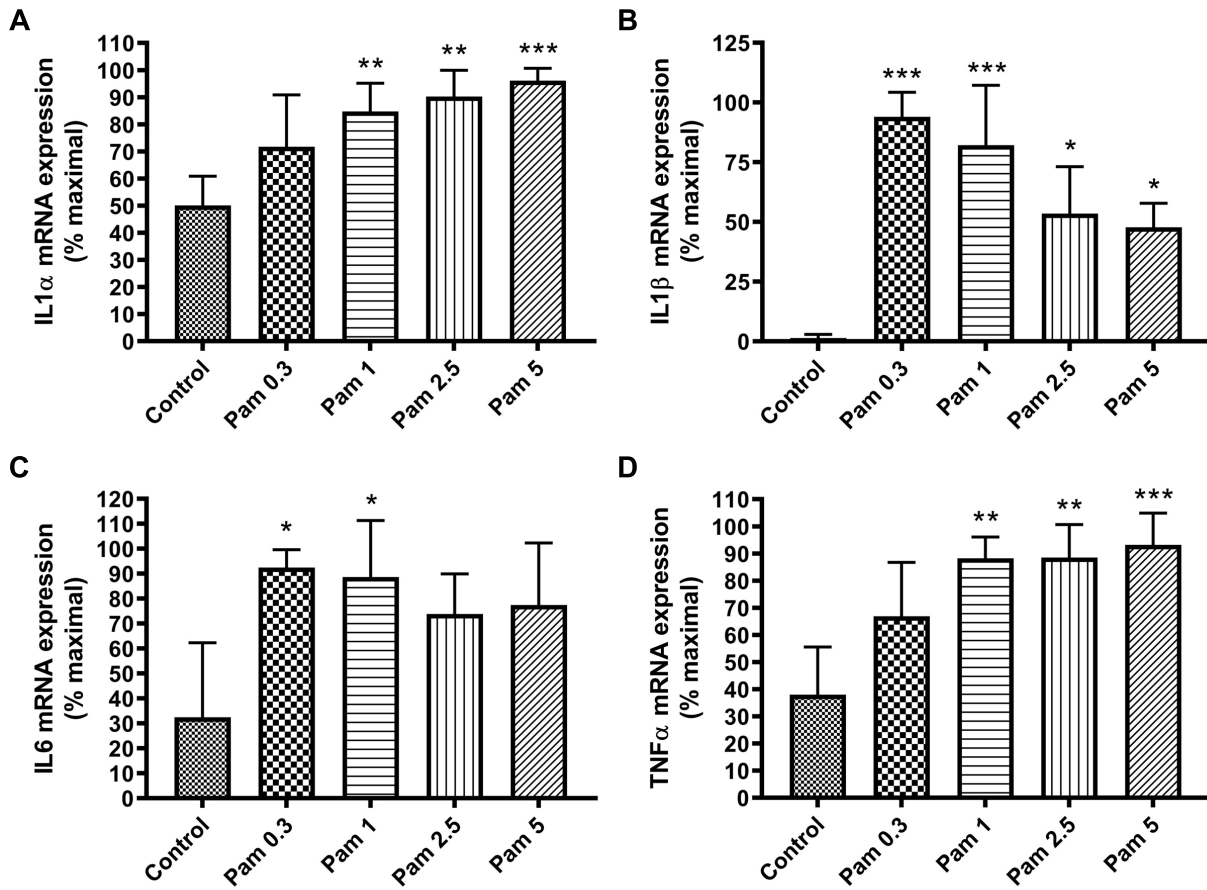 A
IL1α mRNA expression
(% maximal)
110
100
90
80
70
60
50
40
30
20
10
0
** ** ***
Control Pam 0.3 Pam 1 Pam 2.5 Pam 5
B
IL1β mRNA expression
(% maximal)
125
100
75
50
25
0
*** *** * *
Control Pam 0.3 Pam 1 Pam 2.5 Pam 5
C
IL6 mRNA expression
(% maximal)
120
110
100
90
80
70
60
50
40
30
20
10
0
* *
Control Pam 0.3 Pam 1 Pam 2.5 Pam 5
D
TNFα mRNA expression
(% maximal)
110
100
90
80
70
60
50
40
30
20
10
0
** ** ***
Control Pam 0.3 Pam 1 Pam 2.5 Pam 5